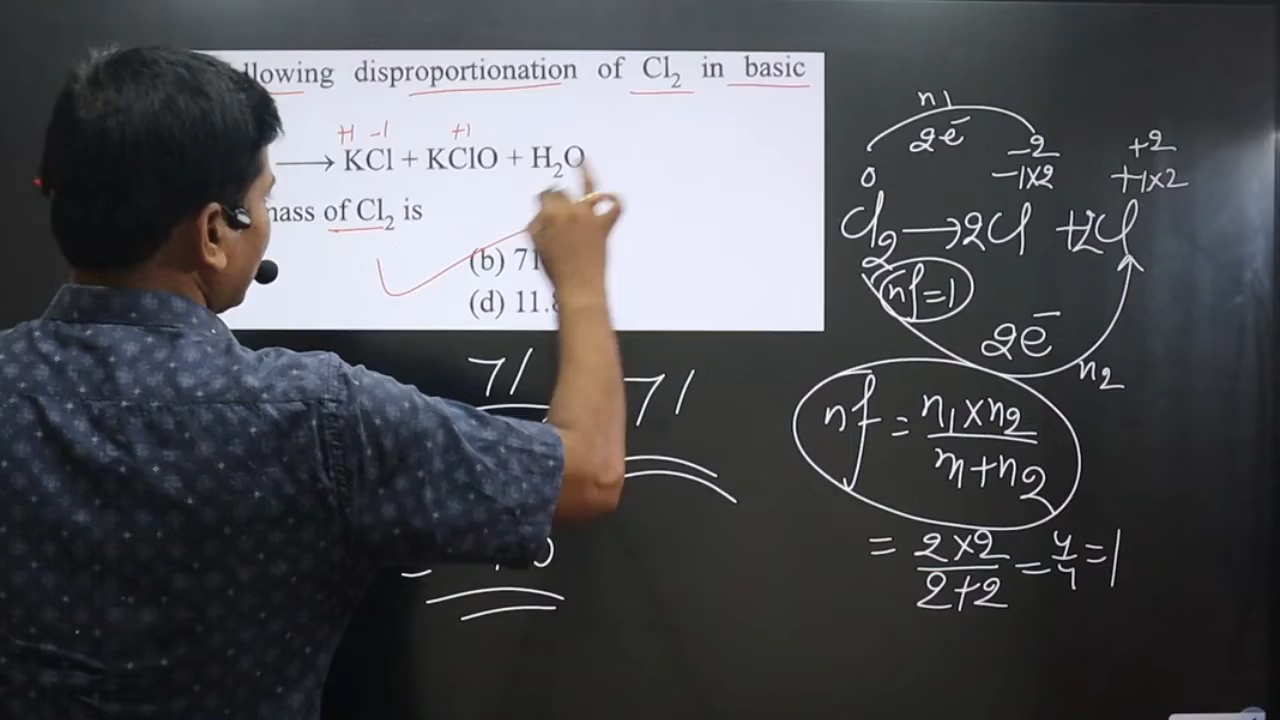 llowing disproportionation of Cl₂ in basic
+1 -1 +1
⟶ KCl + KClO + H₂O
mass of Cl₂ is
(b) 71
(d) 11.8
71
71
n1
2e⁻
0 -2 +2
-1×2 +1×2
Cl₂ → 2Cl + 2Cl
nf=1
2e⁻
n₂
nf = n₁×n₂ / n+n₂
= 2×2 / 2+2 = 4/4 = 1